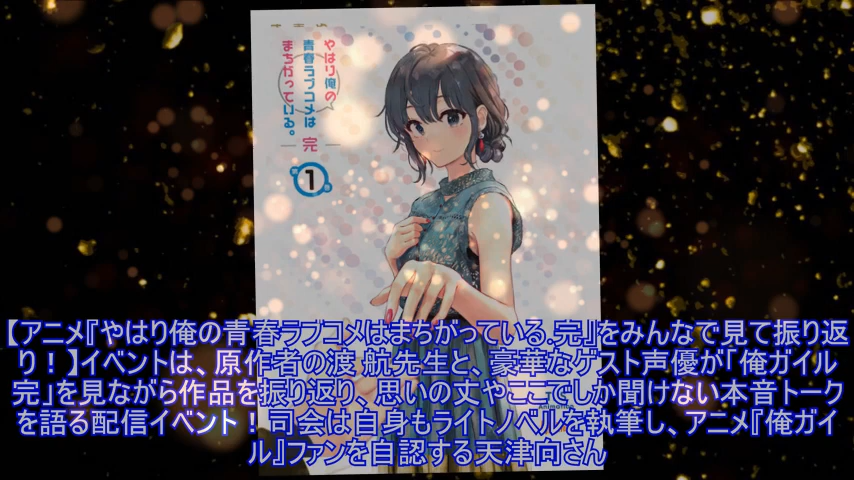 やはり俺の
青春ラブコメは
まちがっている。
完
第1巻
【アニメ『やはり俺の青春ラブコメはまちがっている.完』をみんなで見て振り返
り！】イベントは、原作者の渡 航先生と、豪華なゲスト声優が「俺ガイル
完」を見ながら作品を振り返り、思いの丈やここでしか聞けない本音トーク
を語る配信イベント！司会は自身もライトノベルを執筆し、アニメ『俺ガイ
ル』ファンを自認する天津向さん